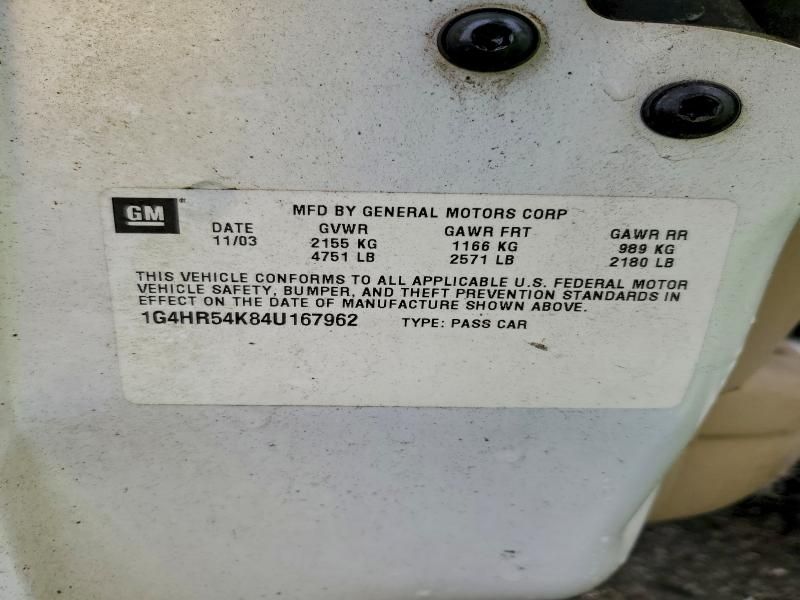 GM®
MFD BY GENERAL MOTORS CORP
DATE GVWR GAWR FRT GAWR RR
11/03 2155 KG 1166 KG 989 KG
4751 LB 2571 LB 2180 LB
THIS VEHICLE CONFORMS TO ALL APPLICABLE U.S. FEDERAL MOTOR
VEHICLE SAFETY, BUMPER, AND THEFT PREVENTION STANDARDS IN
EFFECT ON THE DATE OF MANUFACTURE SHOWN ABOVE.
1G4HR54K84U167962 TYPE: PASS CAR